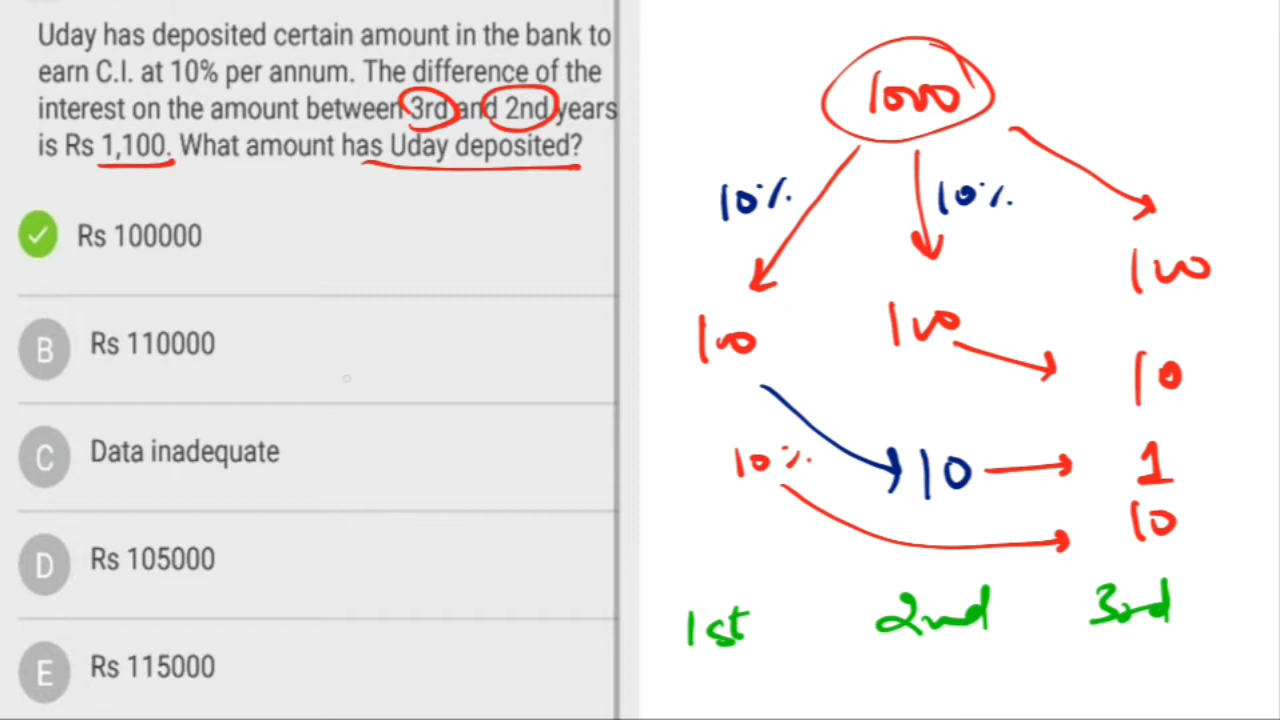 Uday has deposited certain amount in the bank to
earn C.I. at 10% per annum. The difference of the
interest on the amount between 3rd and 2nd years
is Rs 1,100. What amount has Uday deposited?
Rs 100000
B Rs 110000
C Data inadequate
D Rs 105000
E Rs 115000
1000
10% 10%
100
100 100
10
10% 10 1
10
1st 2nd 3rd